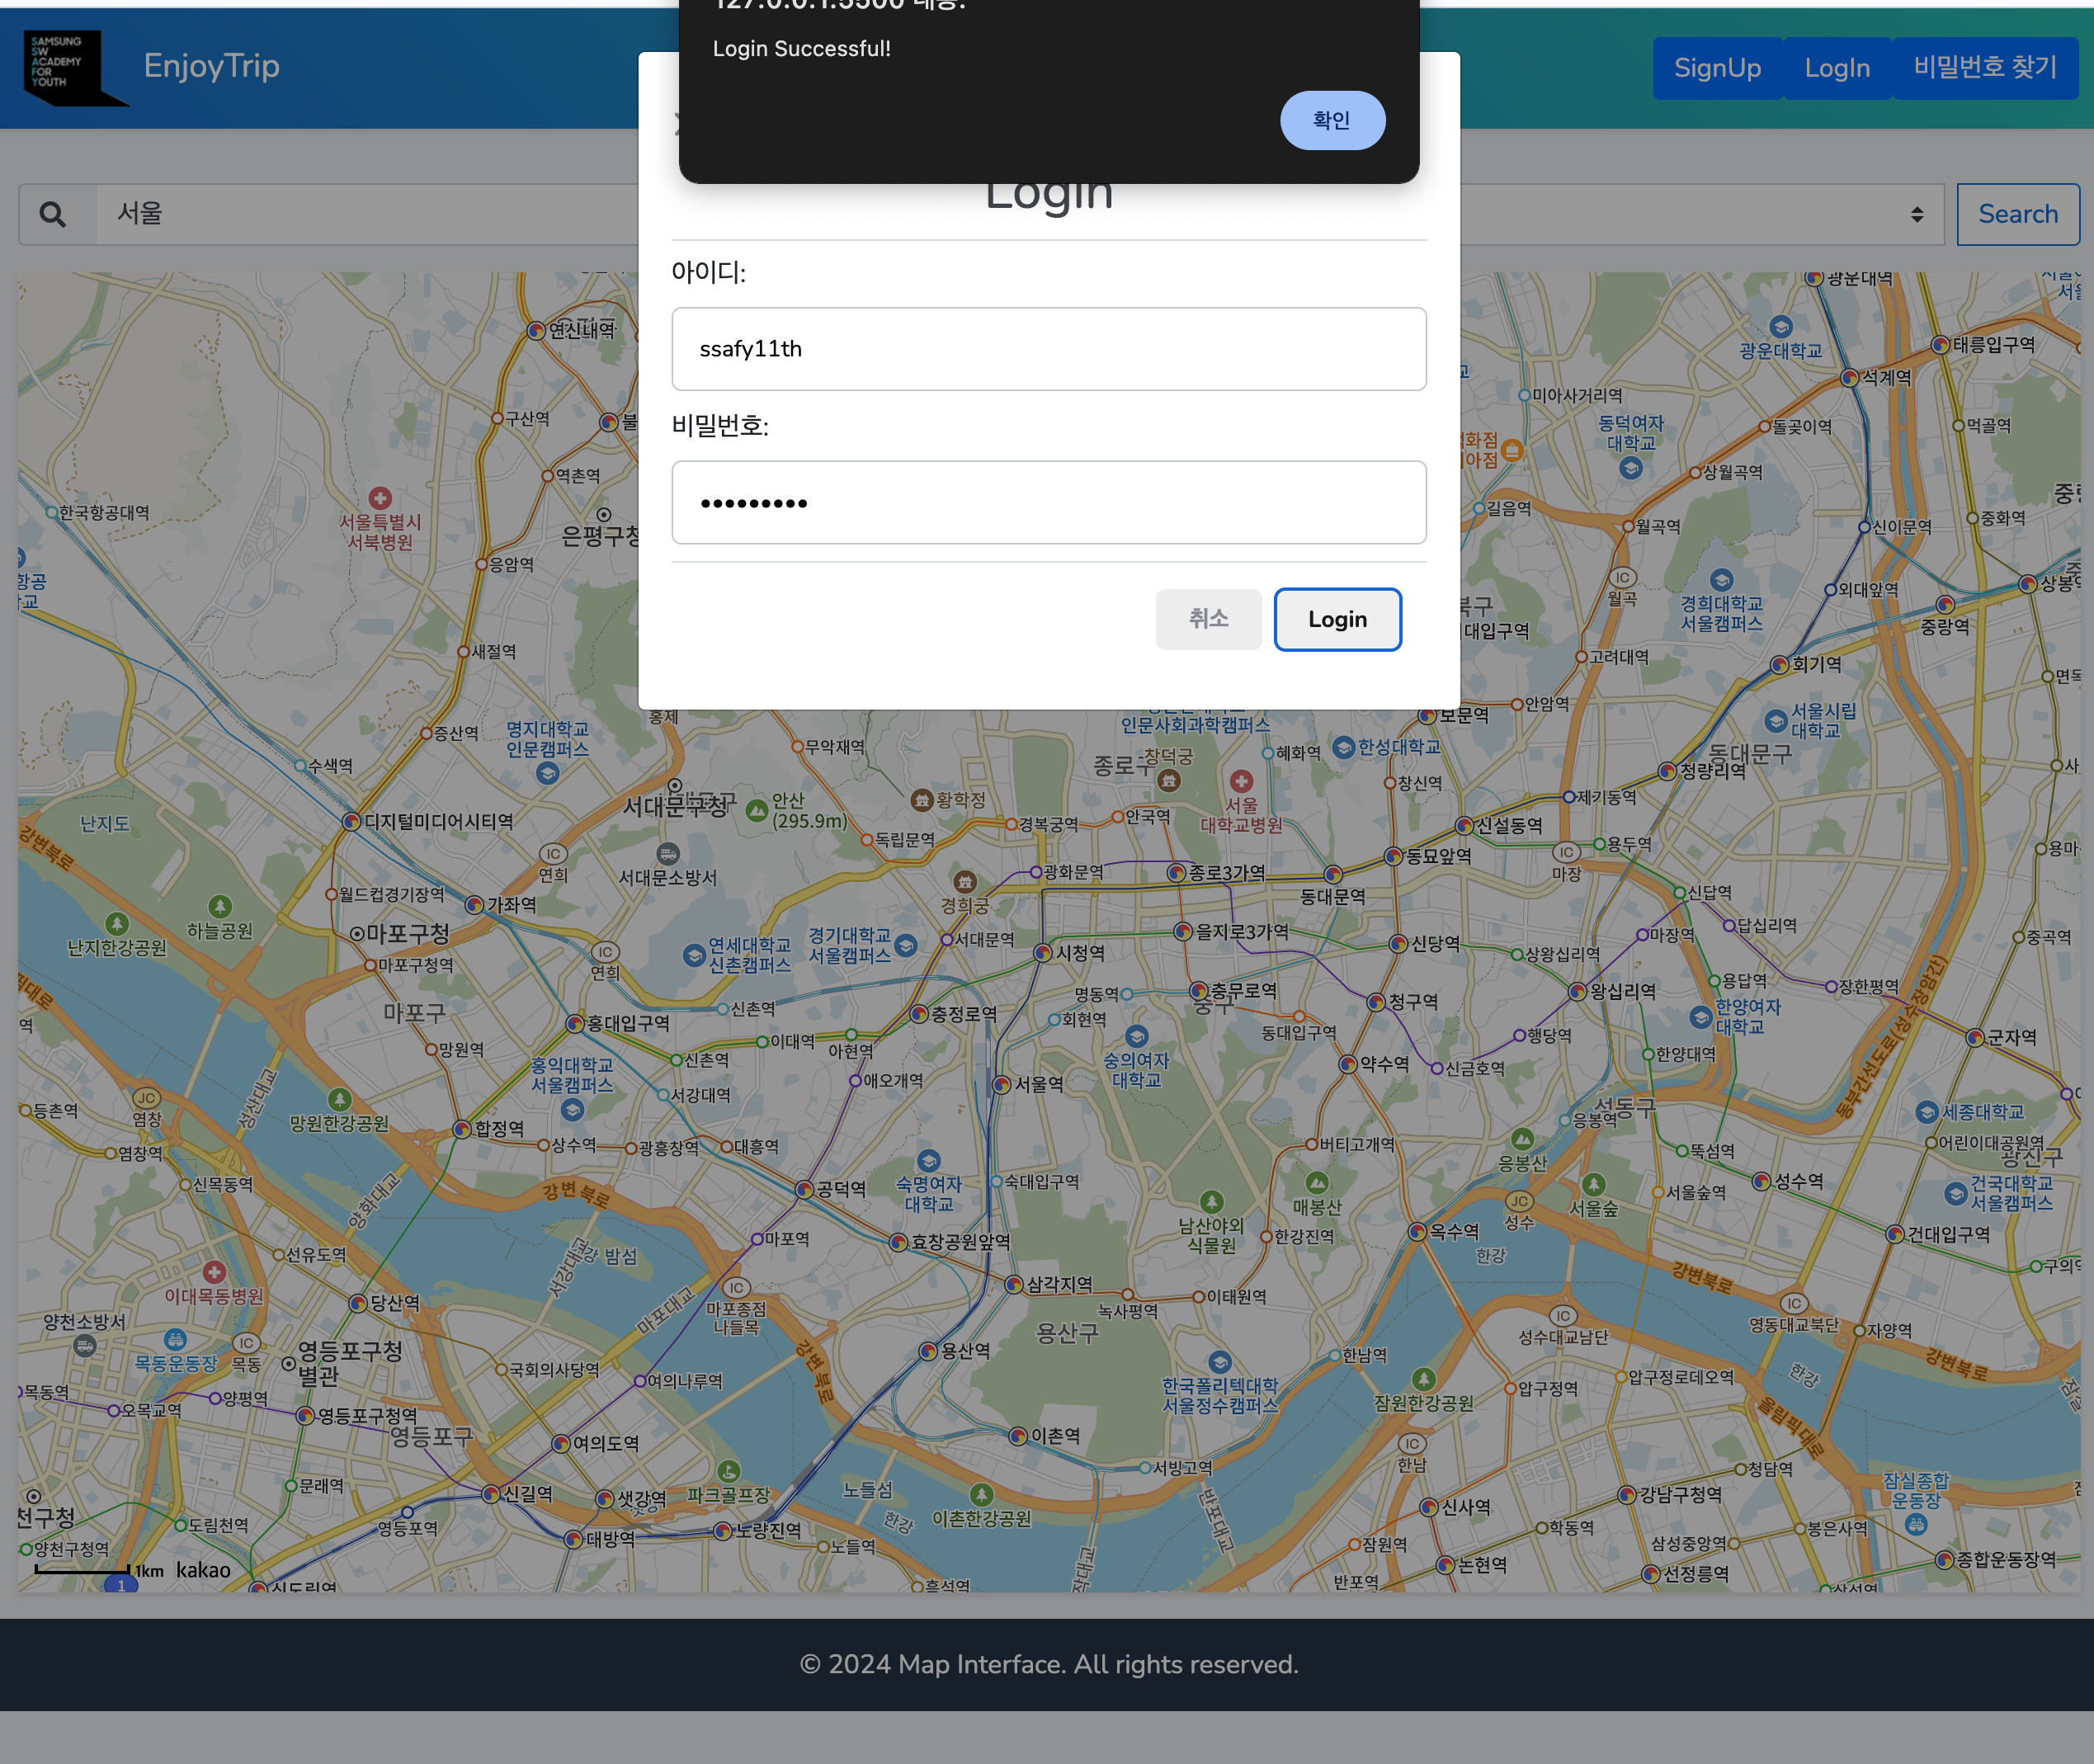 Login Successful!
확인
SAMSUNG
SW
ACADEMY
FOR
YOUTH
EnjoyTrip
SignUp
LogIn
비밀번호 찾기
서울
Search
Login
아이디:
ssafy11th
비밀번호:
취소
Login
연신내역
구산역
역촌역
한국항공대역
서울특별시
서북병원
은평구청
응암역
새절역
증산역
명지대학교
인문캠퍼스
수색역
디지털미디어시티역
난지도
강변북로
서대문구청
안산
(295.9m)
IC
연희
서대문소방서
월드컵경기장역
가좌역
하늘공원
난지한강공원
마포구청
마포구청역
IC
연희
연세대학교
신촌캠퍼스
경기대학교
서울캠퍼스
마포구
신촌역
홍대입구역
망원역
홍익대학교
서울캠퍼스
신촌역
이대역
아현역
애오개역
서강대역
충정로역
서대문역
무악재역
황학정
독립문역
경복궁역
안국역
종로구
창덕궁
인문사회과학캠퍼스
혜화역
한성대학교
서울
대학교병원
창신역
보문역
안암역
광화문역
경희궁
종로3가역
동대문역
동묘앞역
신설동역
제기동역
청량리역
동대문구
용두역
IC
마장
신답역
답십리역
마장역
용답역
장한평역
군자역
중곡역
시청역
을지로3가역
신당역
상왕십리역
왕십리역
한양여자
대학교
한양대역
행당역
신금호역
청구역
명동역
충무로역
중구
회현역
숭의여자
대학교
동대입구역
약수역
서울역
버티고개역
응봉역
성동구
응봉산
뚝섬역
서울숲역
서울숲
성수역
세종대학교
어린이대공원역
광진구
건국대학교
서울캠퍼스
건대입구역
동부간선도로(성수장암간)
광운대역
광운대학교
태릉입구역
석계역
미아사거리역
동덕여자
대학교
돌곶이역
먹골역
상월곡역
길음역
월곡역
신이문역
중화역
IC
월곡
경희대학교
서울캠퍼스
외대앞역
중랑역
고려대역
회기역
서울시립
대학교
등촌역
JC
염창
염창역
성산대교
망원한강공원
합정역
상수역
광흥창역
대흥역
신목동역
양화대교
강변북로
공덕역
숙명여자
대학교
숙대입구역
남산야외
식물원
매봉산
한강진역
옥수역
JC
성수
한강
선유도역
서강대교
밤섬
마포역
효창공원앞역
이대목동병원
당산역
마포대교
IC
마포종점
나들목
삼각지역
녹사평역
이태원역
양천소방서
목동운동장
IC
목동
영등포구청
별관
국회의사당역
여의나루역
강변북로
용산역
용산구
한국폴리텍대학
서울정수캠퍼스
한남역
잠원한강공원
IC
성수대교남단
강변북로
IC
영동대교북단
자양역
강변북로
한강
목동역
오목교역
양평역
영등포구청역
영등포구
여의도역
이촌역
압구정역
압구정로데오역
올림픽대로
IC
한남
서빙고역
청담역
잠실종합
운동장
문래역
신길역
샛강역
파크골프장
노들섬
한강
이촌한강공원
반포대교
신사역
강남구청역
도림천역
영등포역
대방역
노량진역
노들역
잠원역
학동역
삼성중앙역
봉은사역
양천구청역
논현역
종합운동장역
선정릉역
반포역
흑석역
1km
kakao
1
© 2024 Map Interface. All rights reserved.